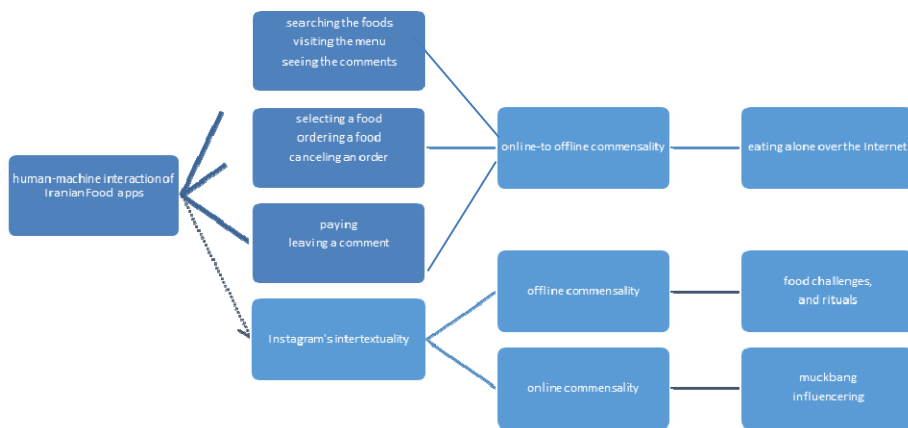 searching the foods
visiting the menu
seeing the comments
selecting a food
ordering a food
canceling an order
online-to offline commensality
eating alone over the Internet
human-machine interaction of
Iranian Food apps
paying
leaving a comment
offline commensality
food challenges,
and rituals
Instagram's intertextuality
online commensality
muckbang
influencering